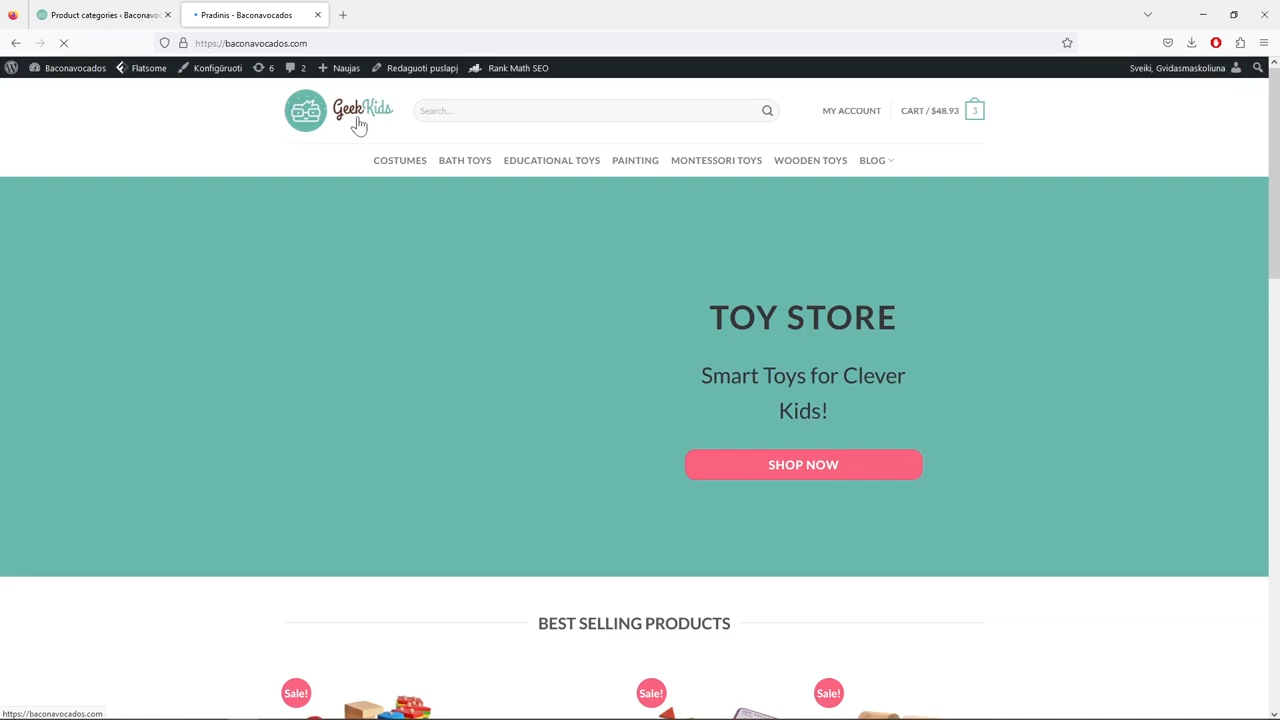 Product categories ‹ Baconavoc
Pradinis - Baconavocados
https://baconavocados.com
Baconavocados
Flatsome
Konfigūruoti
6
2
Naujas
Redaguoti puslapį
Rank Math SEO
Sveiki, Gvidasmaskoliuna
GeekKids
Search...
MY ACCOUNT
CART / $48.93
3
COSTUMES
BATH TOYS
EDUCATIONAL TOYS
PAINTING
MONTESSORI TOYS
WOODEN TOYS
BLOG
TOY STORE
Smart Toys for Clever
Kids!
SHOP NOW
BEST SELLING PRODUCTS
Sale!
Sale!
Sale!
https://baconavocados.com